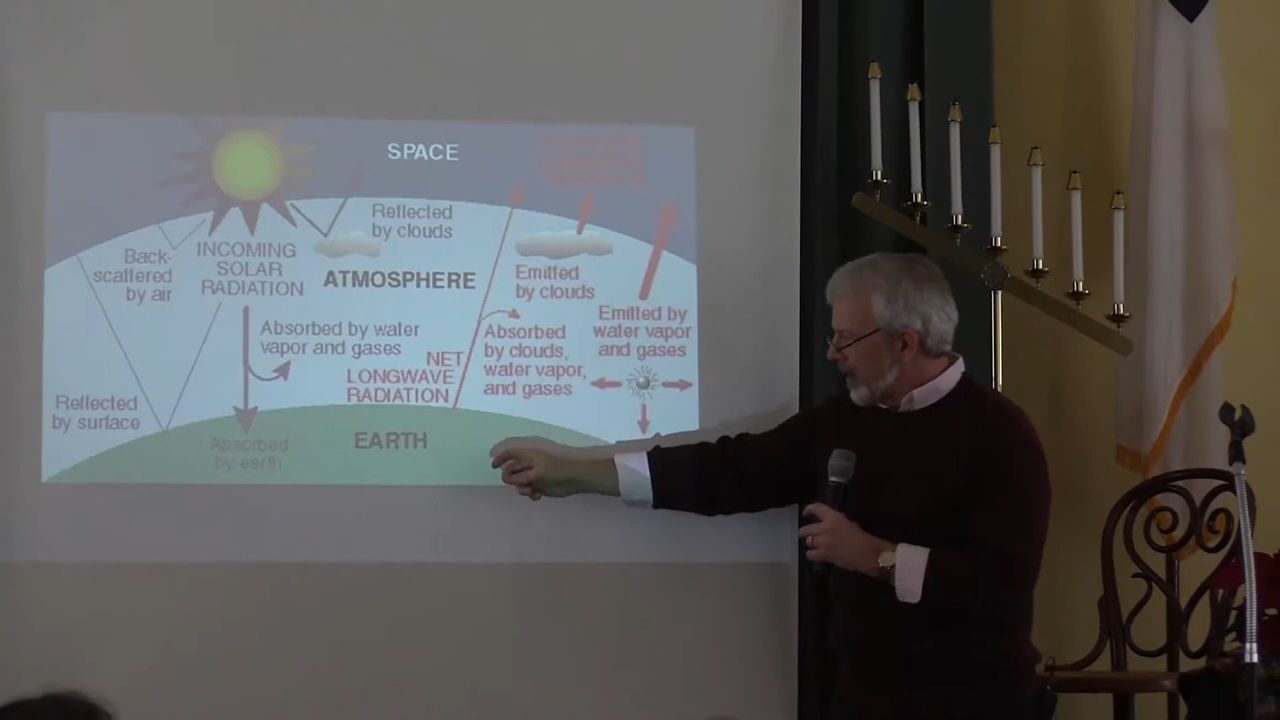 SPACE
Reflected
by clouds
Back-
scattered
by air
INCOMING
SOLAR
RADIATION
ATMOSPHERE
Emitted
by clouds
Emitted by
water vapor
and gases
Absorbed by water
vapor and gases
Absorbed
by clouds,
water vapor,
and gases
NET
LONGWAVE
RADIATION
Reflected
by surface
Absorbed
by earth
EARTH